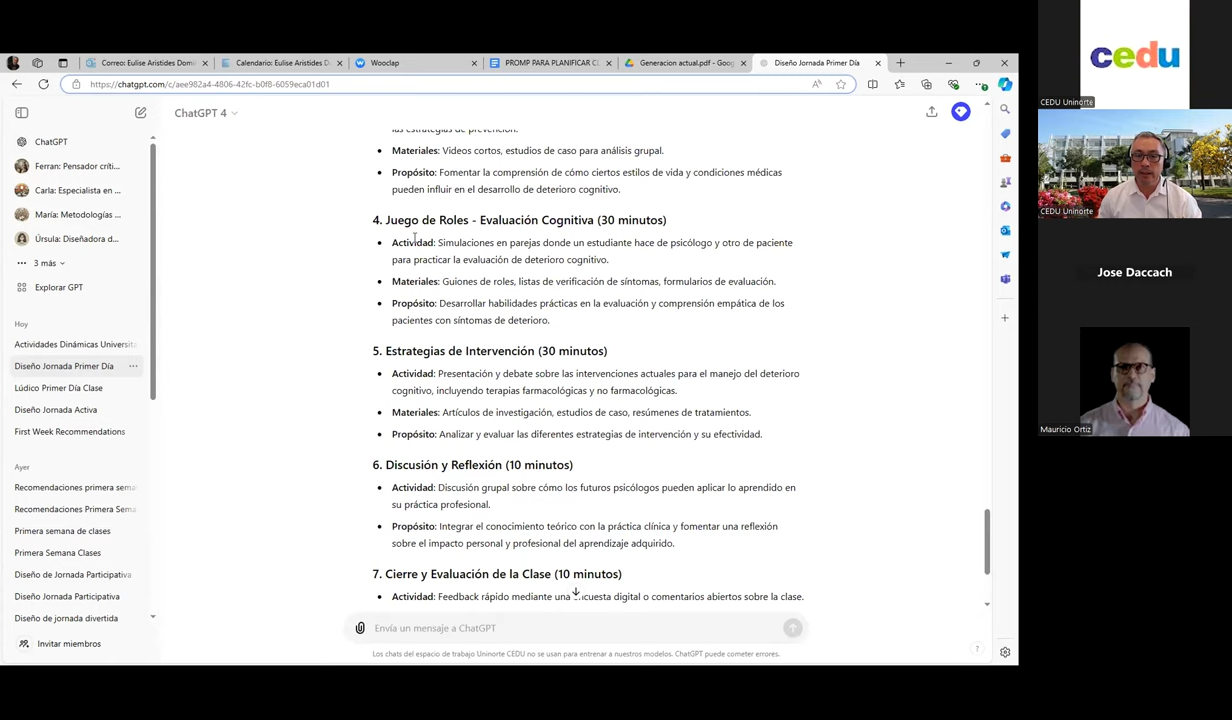 Correo: Eulise Aristides Dom
Calendario: Eulise Aristides D
Wooclap
PROMP PARA PLANIFICAR CL
Generacion actual.pdf - Goog
Diseño Jornada Primer Día
https://chatgpt.com/c/aee982a4-4806-42fc-b0f8-6059eca01d01
ChatGPT 4
ChatGPT
Ferran: Pensador críti...
Carla: Especialista en ...
María: Metodologías ...
Úrsula: Diseñadora d...
3 más
Explorar GPT
Hoy
Actividades Dinámicas Universita
Diseño Jornada Primer Día
Lúdico Primer Día Clase
Diseño Jornada Activa
First Week Recommendations
Ayer
Recomendaciones primera sema
Recomendaciones Primera Sema
Primera semana de clases
Primera Semana Clases
Diseño de Jornada Participativa
Diseño Jornada Participativa
Diseño de jornada divertida
Invitar miembros
las estrategias de prevención.
Materiales: Videos cortos, estudios de caso para análisis grupal.
Propósito: Fomentar la comprensión de cómo ciertos estilos de vida y condiciones médicas
pueden influir en el desarrollo de deterioro cognitivo.
4. Juego de Roles - Evaluación Cognitiva (30 minutos)
Actividad: Simulaciones en parejas donde un estudiante hace de psicólogo y otro de paciente
para practicar la evaluación de deterioro cognitivo.
Materiales: Guiones de roles, listas de verificación de síntomas, formularios de evaluación.
Propósito: Desarrollar habilidades prácticas en la evaluación y comprensión empática de los
pacientes con síntomas de deterioro.
5. Estrategias de Intervención (30 minutos)
Actividad: Presentación y debate sobre las intervenciones actuales para el manejo del deterioro
cognitivo, incluyendo terapias farmacológicas y no farmacológicas.
Materiales: Artículos de investigación, estudios de caso, resúmenes de tratamientos.
Propósito: Analizar y evaluar las diferentes estrategias de intervención y su efectividad.
6. Discusión y Reflexión (10 minutos)
Actividad: Discusión grupal sobre cómo los futuros psicólogos pueden aplicar lo aprendido en
su práctica profesional.
Propósito: Integrar el conocimiento teórico con la práctica clínica y fomentar una reflexión
sobre el impacto personal y profesional del aprendizaje adquirido.
7. Cierre y Evaluación de la Clase (10 minutos)
Actividad: Feedback rápido mediante una encuesta digital o comentarios abiertos sobre la clase.
Envía un mensaje a ChatGPT
Los chats del espacio de trabajo Uninorte CEDU no se usan para entrenar a nuestros modelos. ChatGPT puede cometer errores.
?
cedu
CEDU Uninorte
CEDU Uninorte
Jose Daccach
Mauricio Ortiz